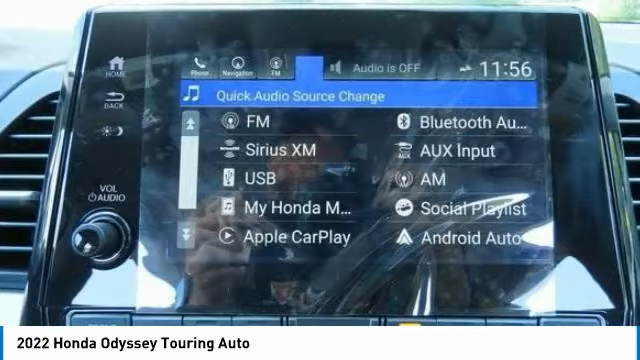 HOME
BACK
VOL
AUDIO
Phone
Navigation
FM
Audio is OFF
11:56
Quick Audio Source Change
FM
Bluetooth Au...
Sirius XM
AUX Input
USB
AM
My Honda M...
Social Playlist
Apple CarPlay
Android Auto
2022 Honda Odyssey Touring Auto